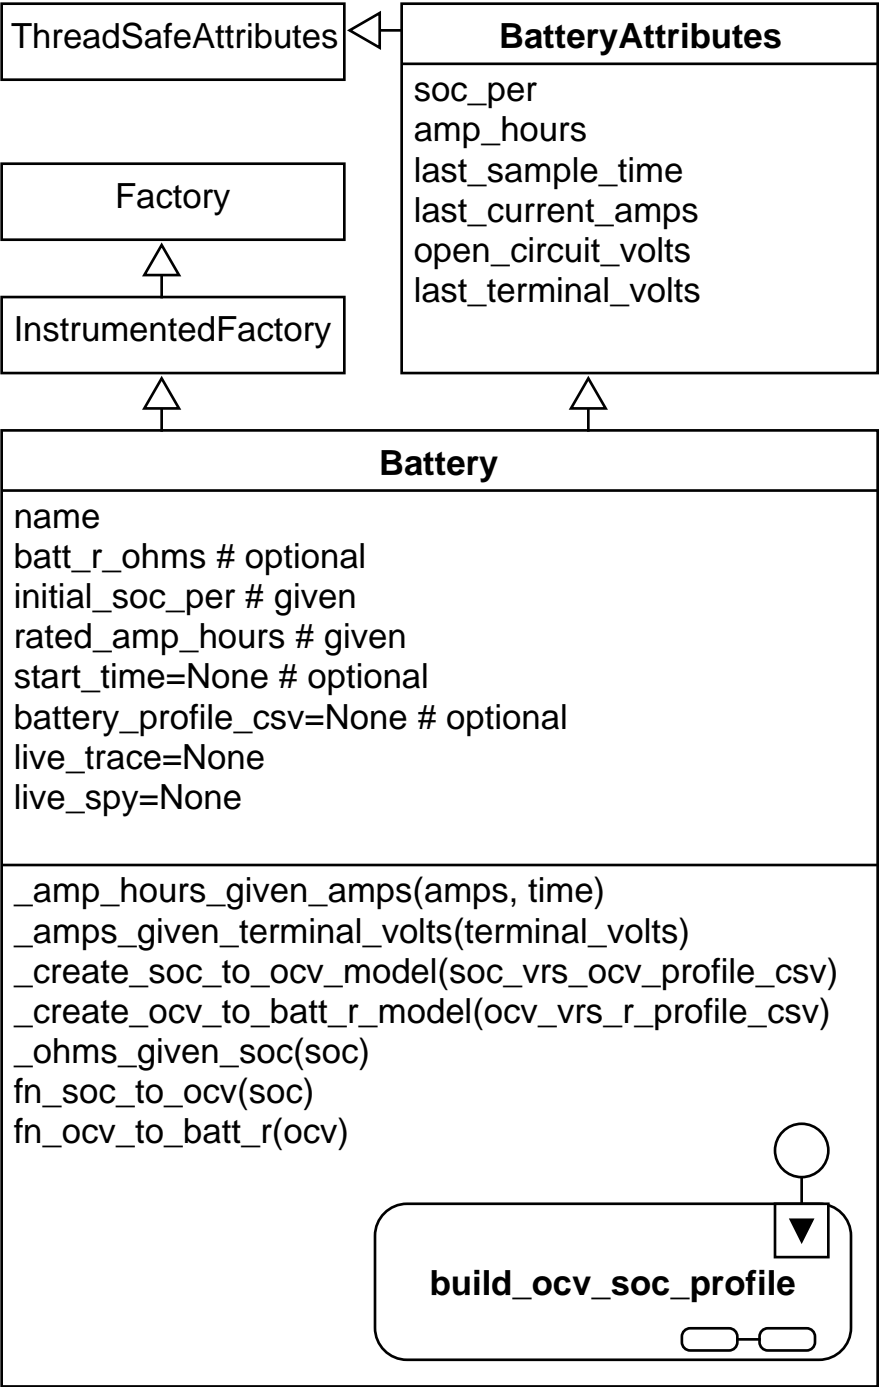 ThreadSafeAttributes
BatteryAttributes
soc_per
amp_hours
last_sample_time
last_current_amps
open_circuit_volts
last_terminal_volts
Factory
InstrumentedFactory
Battery
name
batt_r_ohms # optional
initial_soc_per # given
rated_amp_hours # given
start_time=None # optional
battery_profile_csv=None # optional
live_trace=None
live_spy=None
_amp_hours_given_amps(amps, time)
_amps_given_terminal_volts(terminal_volts)
_create_soc_to_ocv_model(soc_vrs_ocv_profile_csv)
_create_ocv_to_batt_r_model(ocv_vrs_r_profile_csv)
_ohms_given_soc(soc)
fn_soc_to_ocv(soc)
fn_ocv_to_batt_r(ocv)
build_ocv_soc_profile